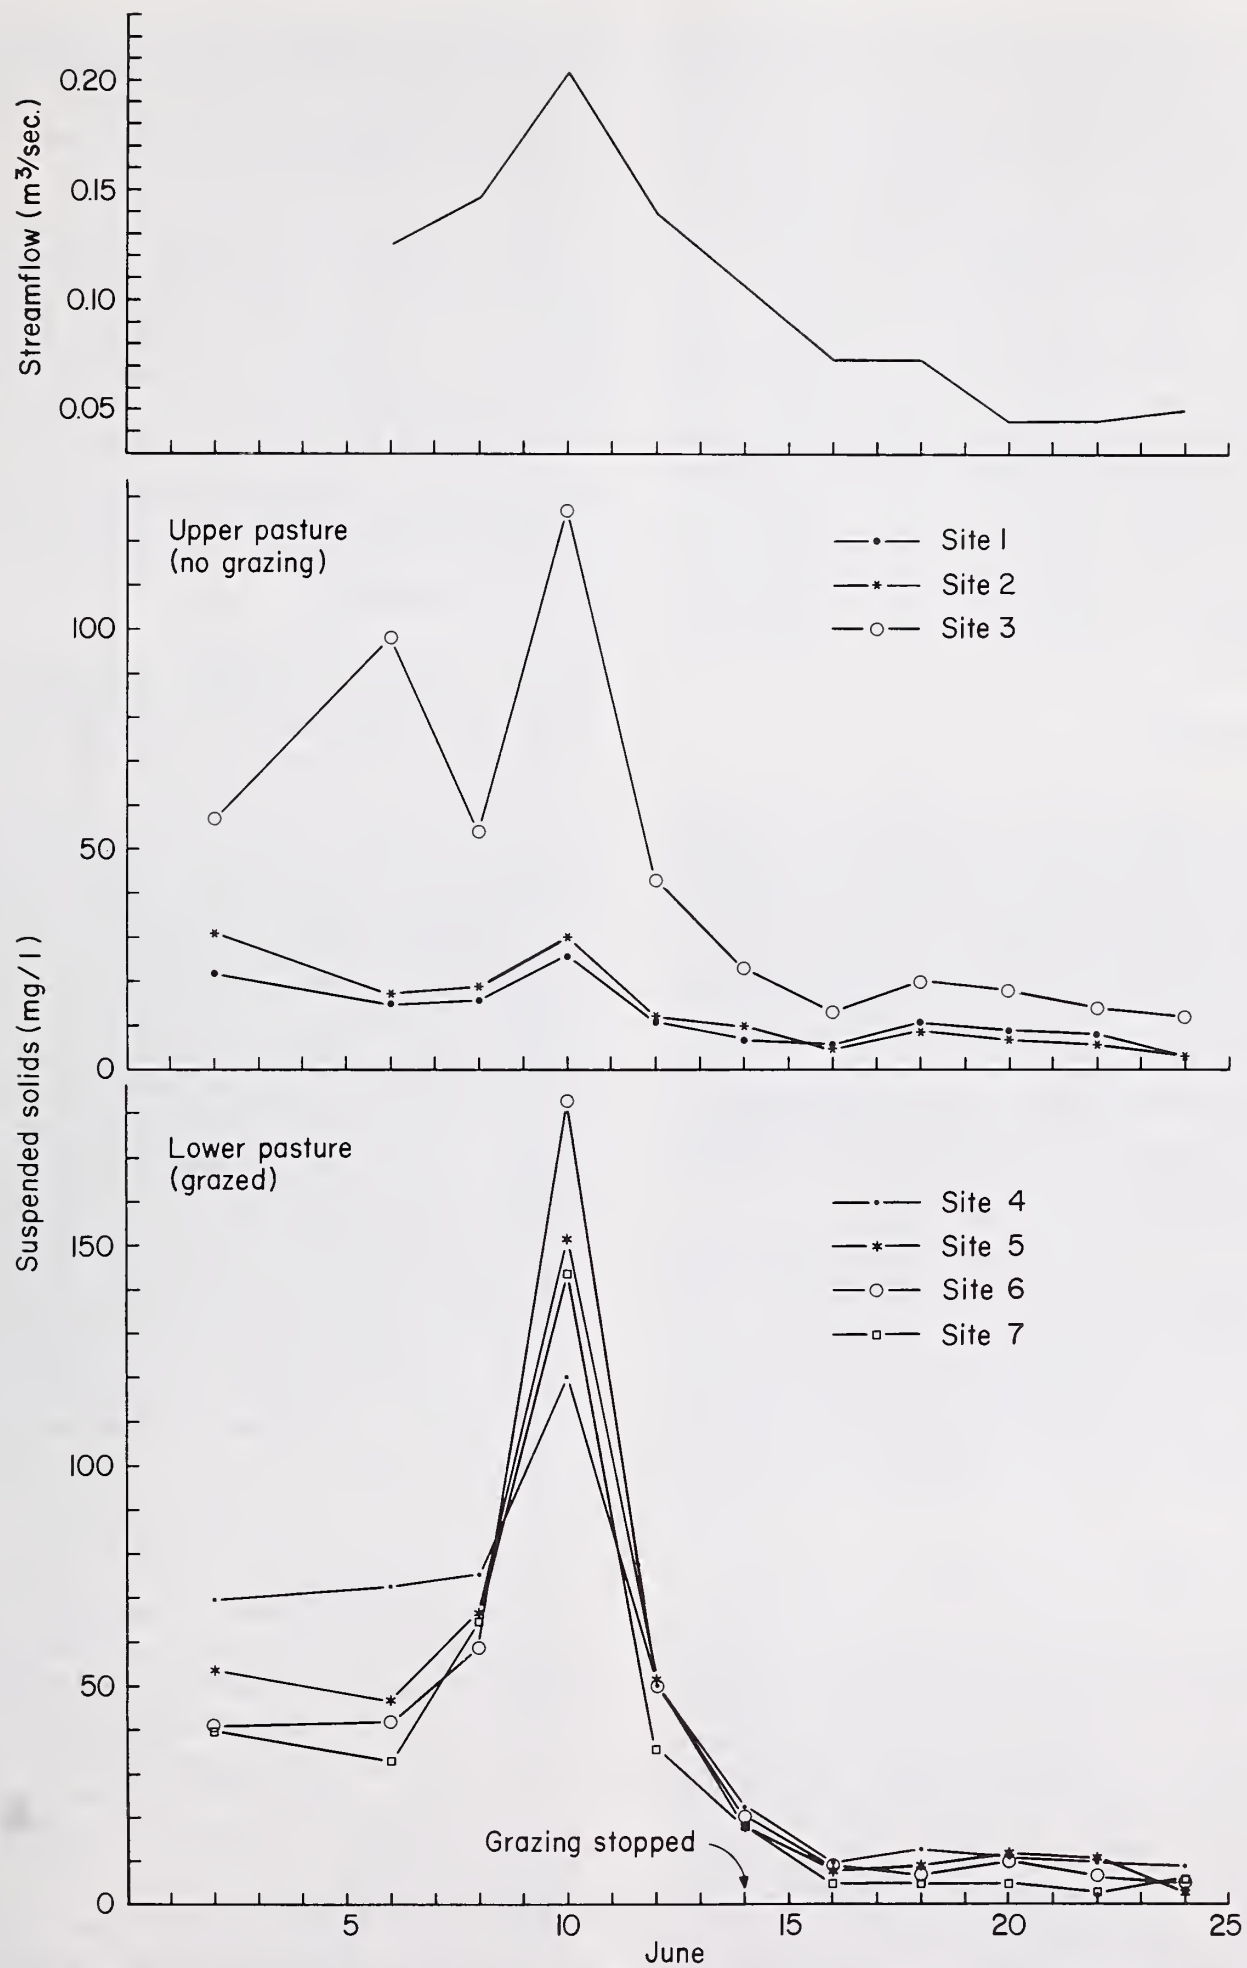 Streamflow (m³/sec.)
0.20
0.15
0.10
0.05
Upper pasture
(no grazing)
Site 1
Site 2
Site 3
100
50
0
Suspended solids (mg/l)
Lower pasture
(grazed)
Site 4
Site 5
Site 6
Site 7
150
100
50
0
Grazing stopped
5 10 15 20 25
June